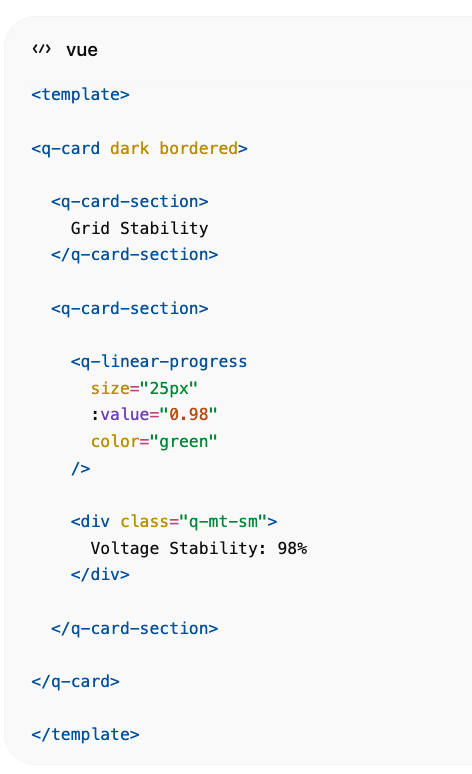 vue
<template>
<q-card dark bordered>
<q-card-section>
Grid Stability
</q-card-section>
<q-card-section>
<q-linear-progress
size="25px"
:value="0.98"
color="green"
/>
<div class="q-mt-sm">
Voltage Stability: 98%
</div>
</q-card-section>
</q-card>
</template>